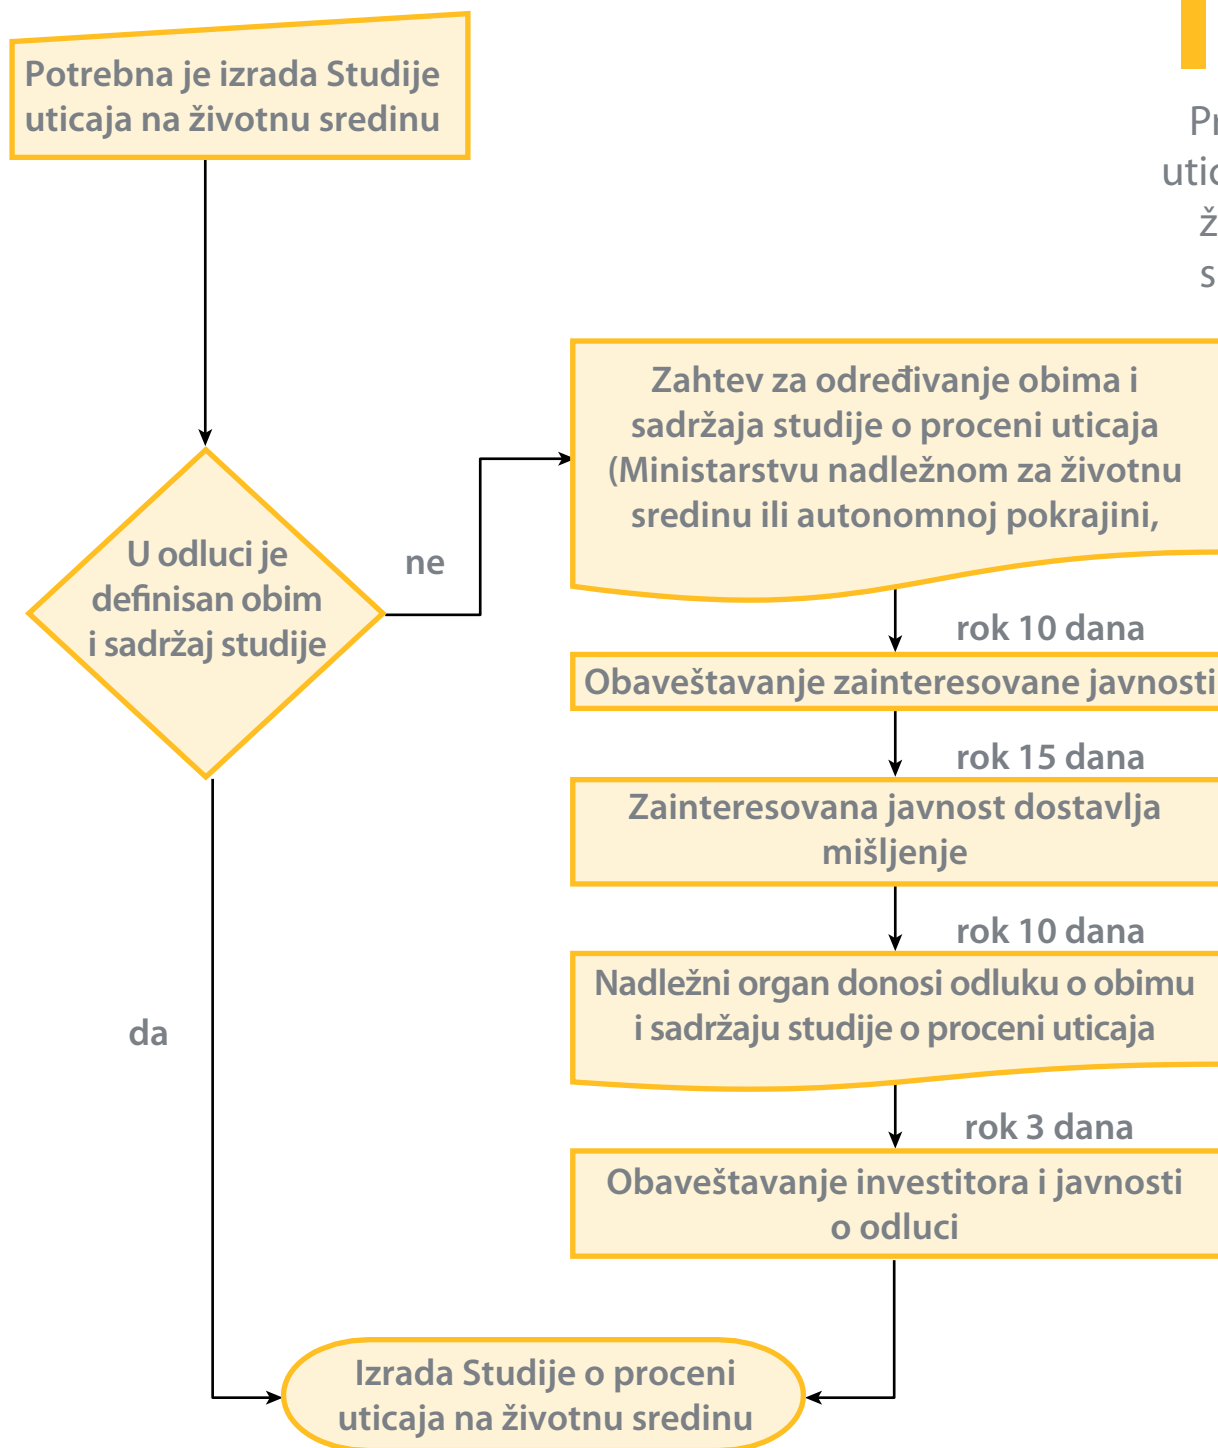 Potrebna je izrada Studije
uticaja na životnu sredinu
Zahtev za određivanje obima i
sadržaja studije o proceni uticaja
(Ministarstvu nadležnom za životnu
sredinu ili autonomnoj pokrajini,
U odluci je
definisan obim
i sadržaj studije
ne
rok 10 dana
Obaveštavanje zainteresovane javnosti
rok 15 dana
Zainteresovana javnost dostavlja
mišljenje
rok 10 dana
Nadležni organ donosi odluku o obimu
i sadržaju studije o proceni uticaja
da
rok 3 dana
Obaveštavanje investitora i javnosti
o odluci
Izrada Studije o proceni
uticaja na životnu sredinu